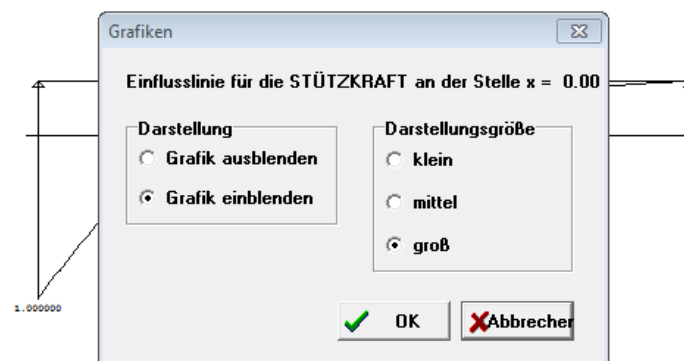 Grafiken
Einflusslinie für die STÜTZKRAFT an der Stelle x = 0.00
Darstellung
Grafik ausblenden
Grafik einblenden
Darstellungsgröße
klein
mittel
groß
1.000000
OK
Abbrecher